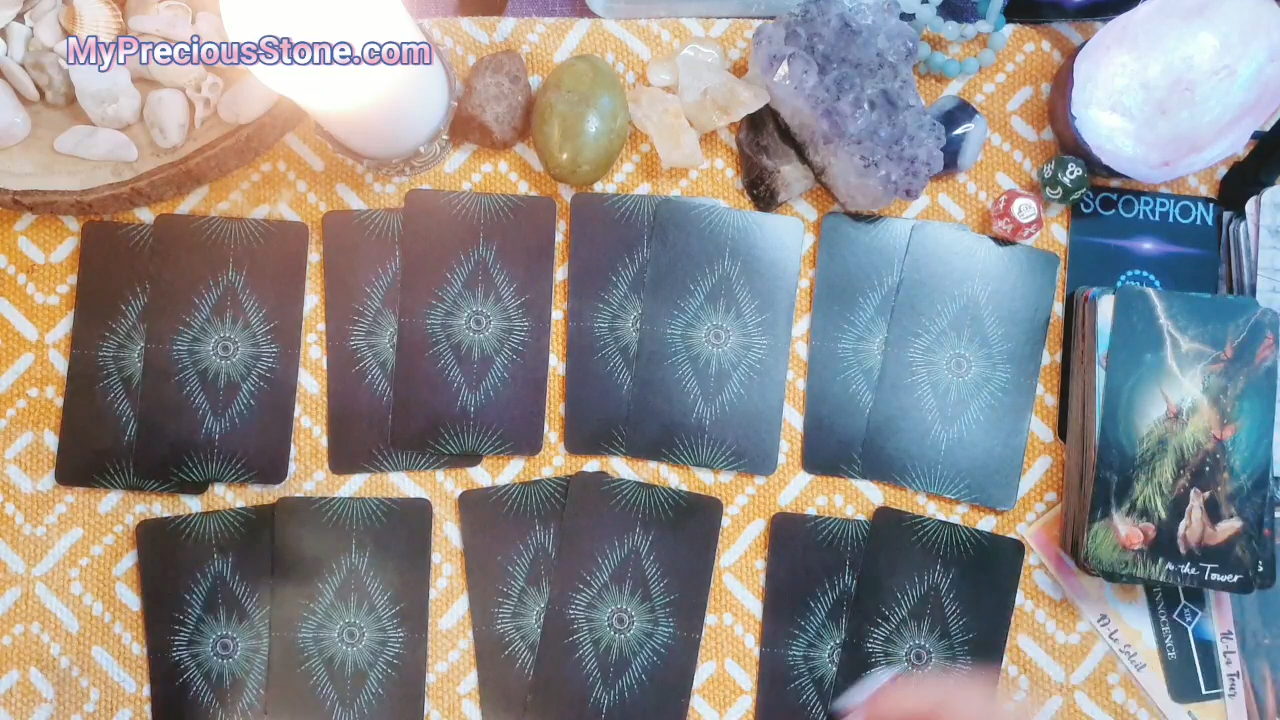 MyPreciousStone.com
SCORPION
the Tower
INNOCENCE
19-Le Soleil
16-La Tour